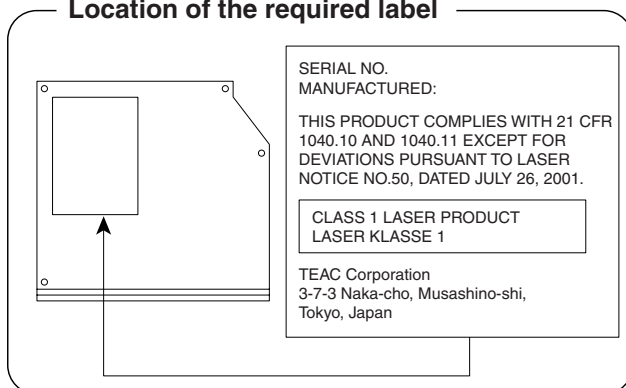 Location of the required label
SERIAL NO.
MANUFACTURED:
THIS PRODUCT COMPLIES WITH 21 CFR
1040.10 AND 1040.11 EXCEPT FOR
DEVIATIONS PURSUANT TO LASER
NOTICE NO.50, DATED JULY 26, 2001.
CLASS 1 LASER PRODUCT
LASER KLASSE 1
TEAC Corporation
3-7-3 Naka-cho, Musashino-shi,
Tokyo, Japan